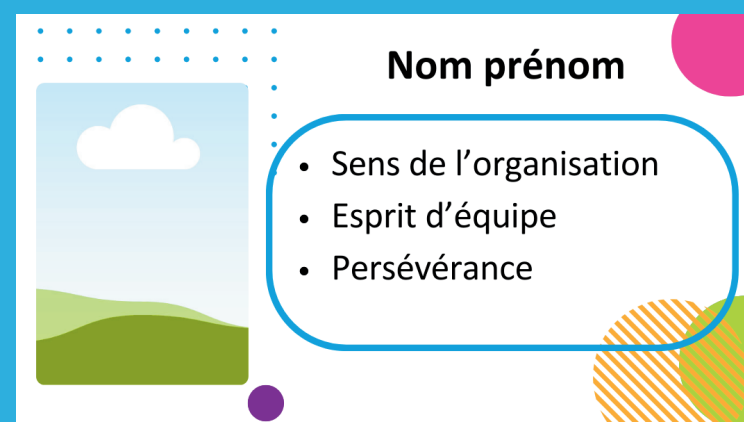 Nom prénom
• Sens de l’organisation
• Esprit d’équipe
• Persévérance